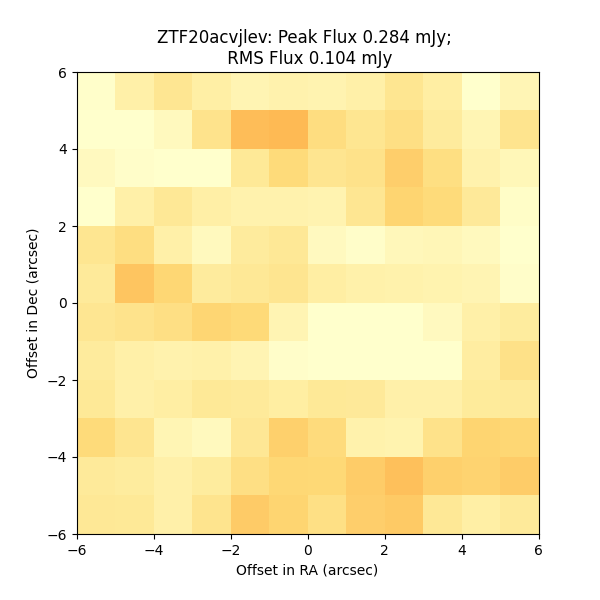 ZTF20acvjlev: Peak Flux 0.284 mJy;
RMS Flux 0.104 mJy
6
4
2
0
−2
−4
−6
Offset in Dec (arcsec)
−6 −4 −2 0 2 4 6
Offset in RA (arcsec)